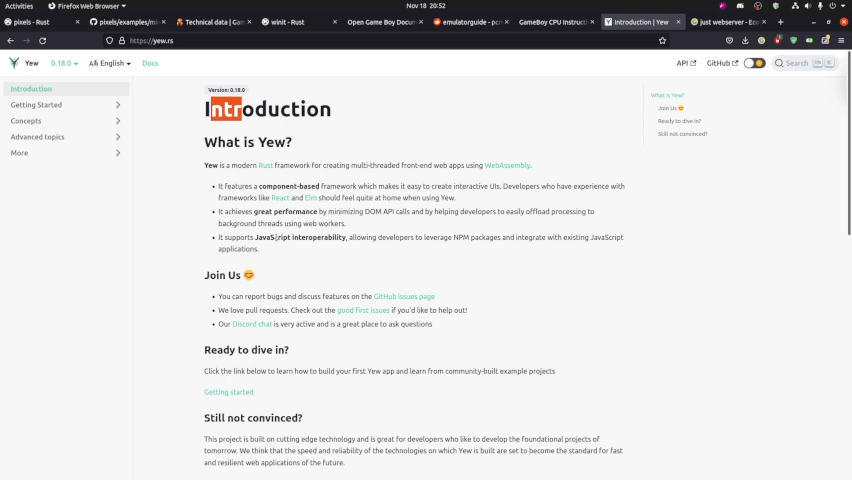 Activities Firefox Web Browser Nov 18 20:52
pixels - Rust pixels/examples/mi Technical data | Gam winit - Rust Open Game Boy Docum emulatorguide - pcm GameBoy CPU Instructi Introduction | Yew just webserver - Eco
https://yew.rs
Yew 0.18.0 English Docs API GitHub Search
Introduction
Getting Started
Concepts
Advanced topics
More
Version: 0.18.0
Introduction
What is Yew?
Yew is a modern Rust framework for creating multi-threaded front-end web apps using WebAssembly.
• It features a component-based framework which makes it easy to create interactive UIs. Developers who have experience with
frameworks like React and Elm should feel quite at home when using Yew.
• It achieves great performance by minimizing DOM API calls and by helping developers to easily offload processing to
background threads using web workers.
• It supports JavaScript interoperability, allowing developers to leverage NPM packages and integrate with existing JavaScript
applications.
Join Us 😊
• You can report bugs and discuss features on the GitHub issues page
• We love pull requests. Check out the good first issues if you'd like to help out!
• Our Discord chat is very active and is a great place to ask questions
Ready to dive in?
Click the link below to learn how to build your first Yew app and learn from community-built example projects
Getting started
Still not convinced?
This project is built on cutting edge technology and is great for developers who like to develop the foundational projects of
tomorrow. We think that the speed and reliability of the technologies on which Yew is built are set to become the standard for fast
and resilient web applications of the future.
What is Yew?
Join Us 😊
Ready to dive in?
Still not convinced?